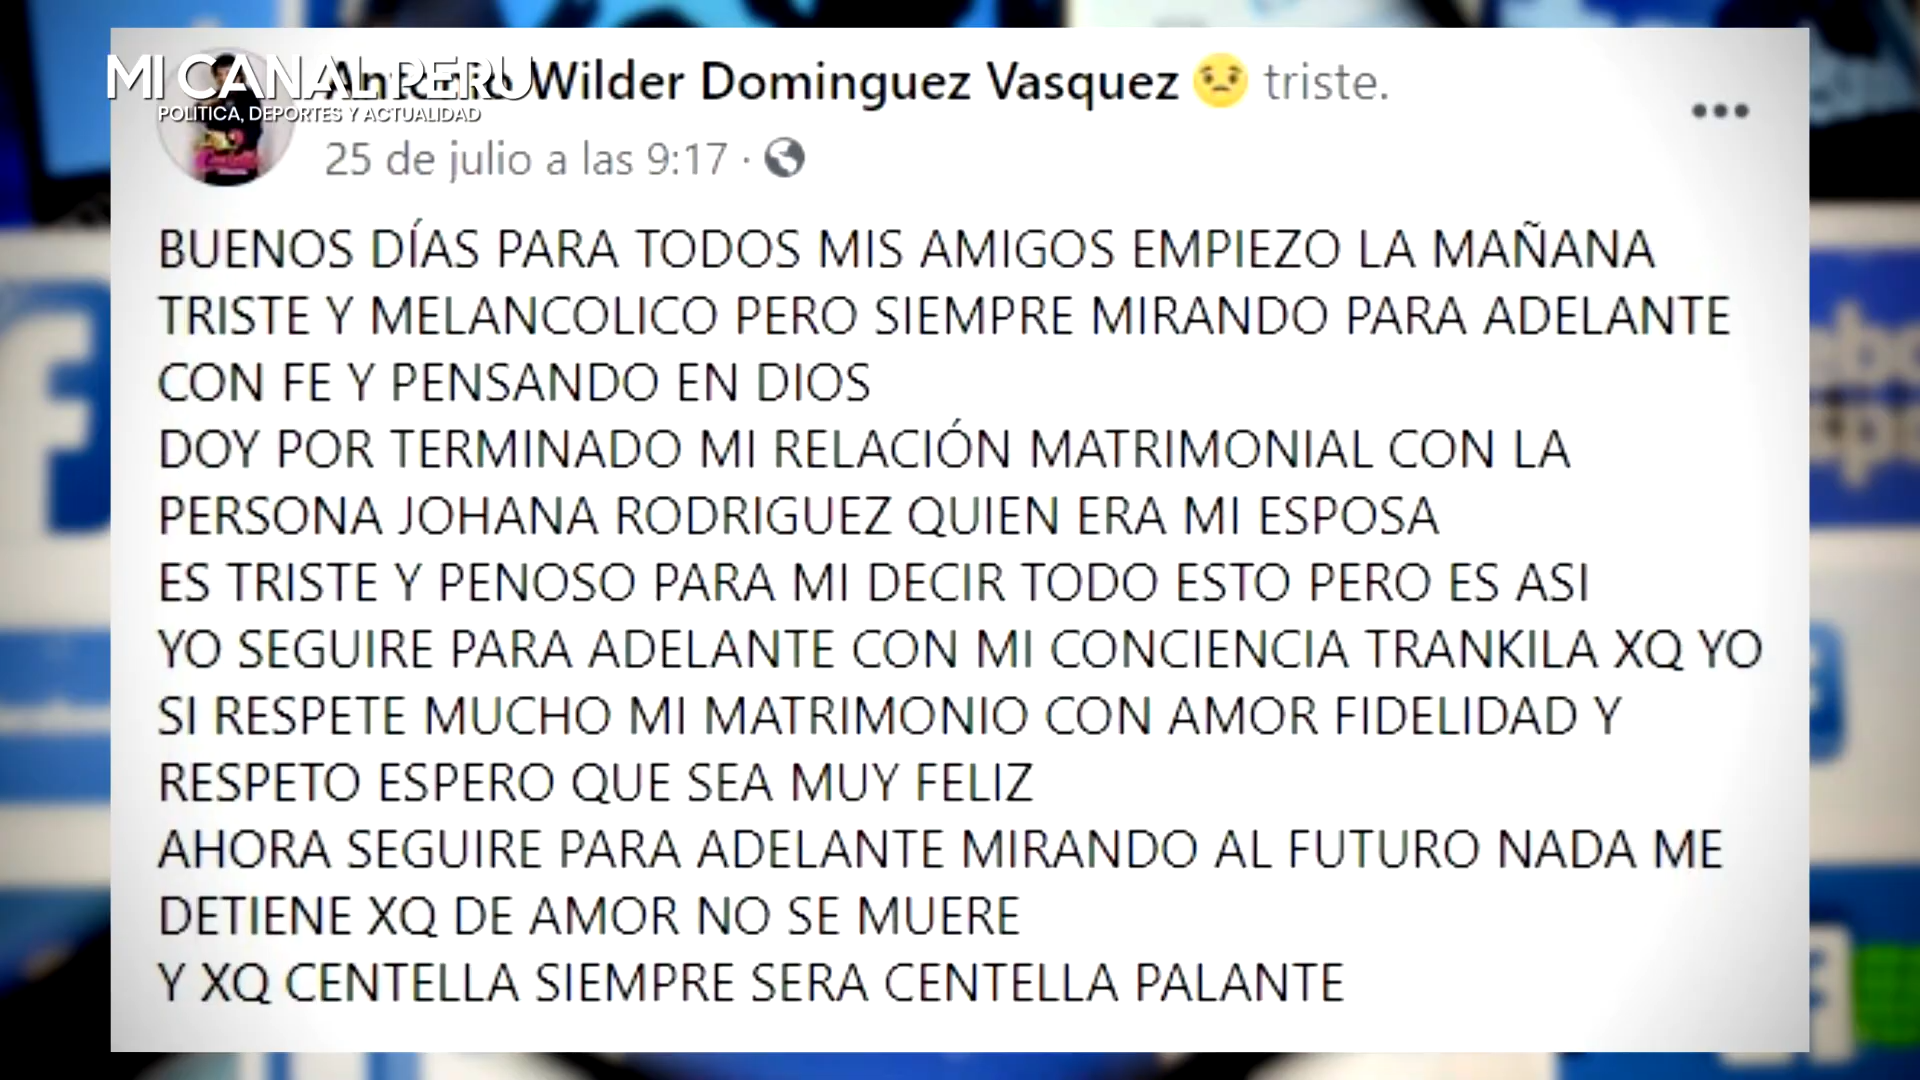 MI CANAL PERU
POLÍTICA, DEPORTES Y ACTUALIDAD
Wilder Dominguez Vasquez triste.
25 de julio a las 9:17 ·
BUENOS DÍAS PARA TODOS MIS AMIGOS EMPIEZO LA MAÑANA
TRISTE Y MELANCOLICO PERO SIEMPRE MIRANDO PARA ADELANTE
CON FE Y PENSANDO EN DIOS
DOY POR TERMINADO MI RELACIÓN MATRIMONIAL CON LA
PERSONA JOHANA RODRIGUEZ QUIEN ERA MI ESPOSA
ES TRISTE Y PENOSO PARA MI DECIR TODO ESTO PERO ES ASI
YO SEGUIRE PARA ADELANTE CON MI CONCIENCIA TRANKILA XQ YO
SI RESPETE MUCHO MI MATRIMONIO CON AMOR FIDELIDAD Y
RESPETO ESPERO QUE SEA MUY FELIZ
AHORA SEGUIRE PARA ADELANTE MIRANDO AL FUTURO NADA ME
DETIENE XQ DE AMOR NO SE MUERE
Y XQ CENTELLA SIEMPRE SERA CENTELLA PALANTE